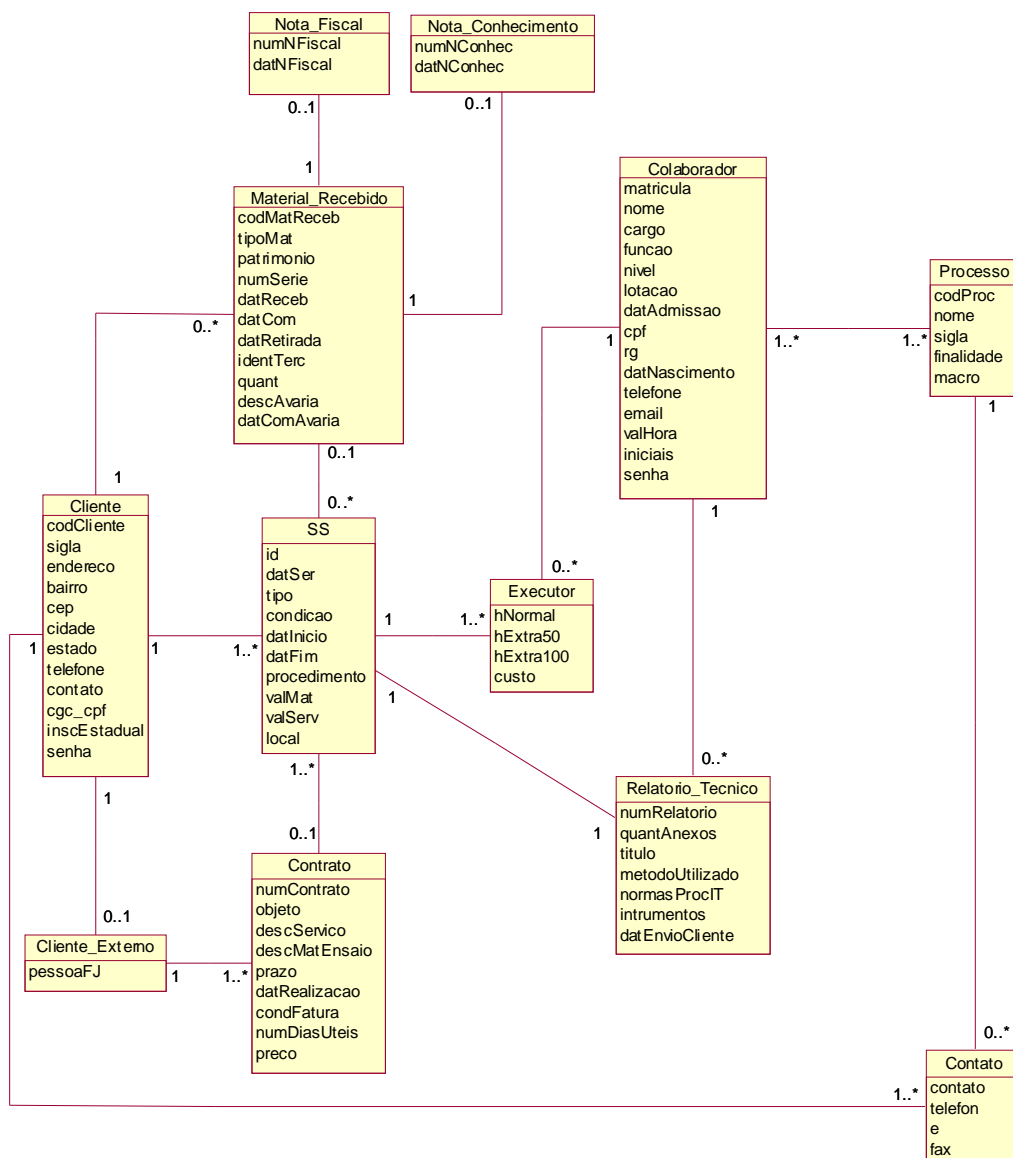 Nota_Fiscal
numNFiscal
datNFiscal
0..1
Nota_Conhecimento
numNConhec
datNConhec
0..1
1
Material_Recebido
codMatReceb
tipoMat
patrimonio
numSerie
datReceb
datCom
datRetirada
identTerc
quant
descAvaria
datComAvaria
0..*
1
0..1
Colaborador
matricula
nome
cargo
funcao
nivel
lotacao
datAdmissao
cpf
rg
datNascimento
telefone
email
valHora
iniciais
senha
1
1..*
1
Processo
codProc
nome
sigla
finalidade
macro
1..*
1
1
Cliente
codCliente
sigla
endereco
bairro
cep
cidade
estado
telefone
contato
cgc_cpf
inscEstadual
senha
1
1
1
0..*
SS
id
datSer
tipo
condicao
datInicio
datFim
procedimento
valMat
valServ
local
1..*
1
1
1..*
0..*
Executor
hNormal
hExtra50
hExtra100
custo
1..*
0..*
Relatorio_Tecnico
numRelatorio
quantAnexos
titulo
metodoUtilizado
normasProcIT
intrumentos
datEnvioCliente
1
0..1
Contrato
numContrato
objeto
descServico
descMatEnsaio
prazo
datRealizacao
condFatura
numDiasUteis
preco
1..*
0..1
Cliente_Externo
pessoaFJ
1
0..*
Contato
contato
telefon
e
fax
1..*